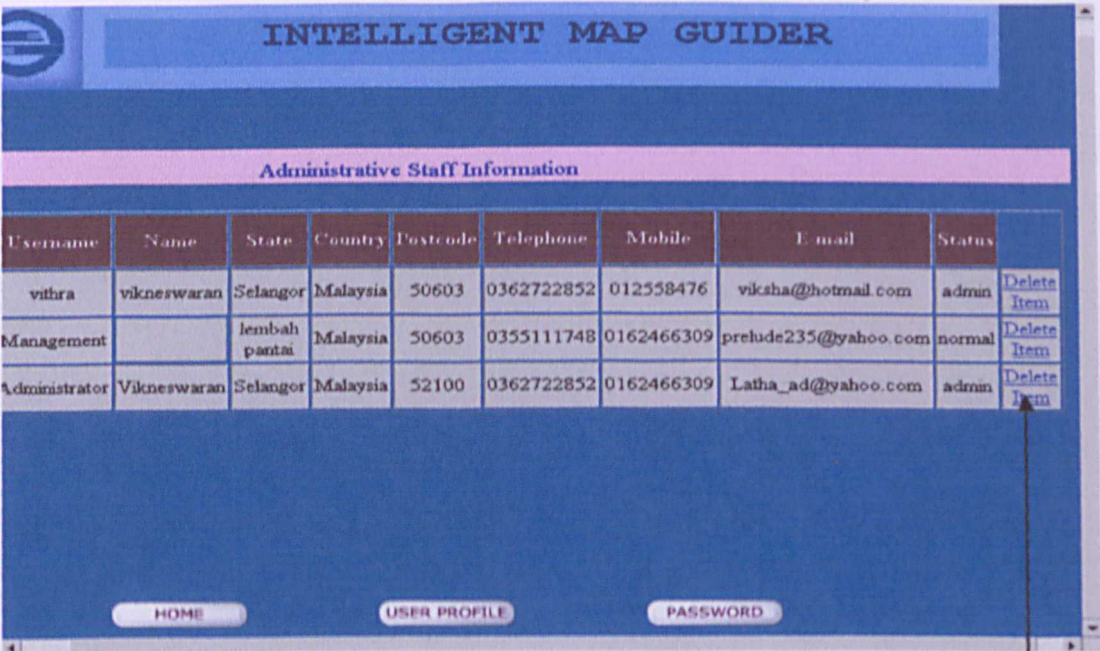 INTELLIGENT MAP GUIDER
Administrative Staff Information
Username Name State Country Postcode Telephone Mobile E-mail Status
vithra vikneswaran Selangor Malaysia 50603 0362722852 012558476 viksha@hotmail.com admin Delete Item
Management lembah pantai Malaysia 50603 0355111748 0162466309 prelude235@yahoo.com normal Delete Item
Administrator Vikneswaran Selangor Malaysia 52100 0362722852 0162466309 Latha_ad@yahoo.com admin Delete Item
HOME USER PROFILE PASSWORD